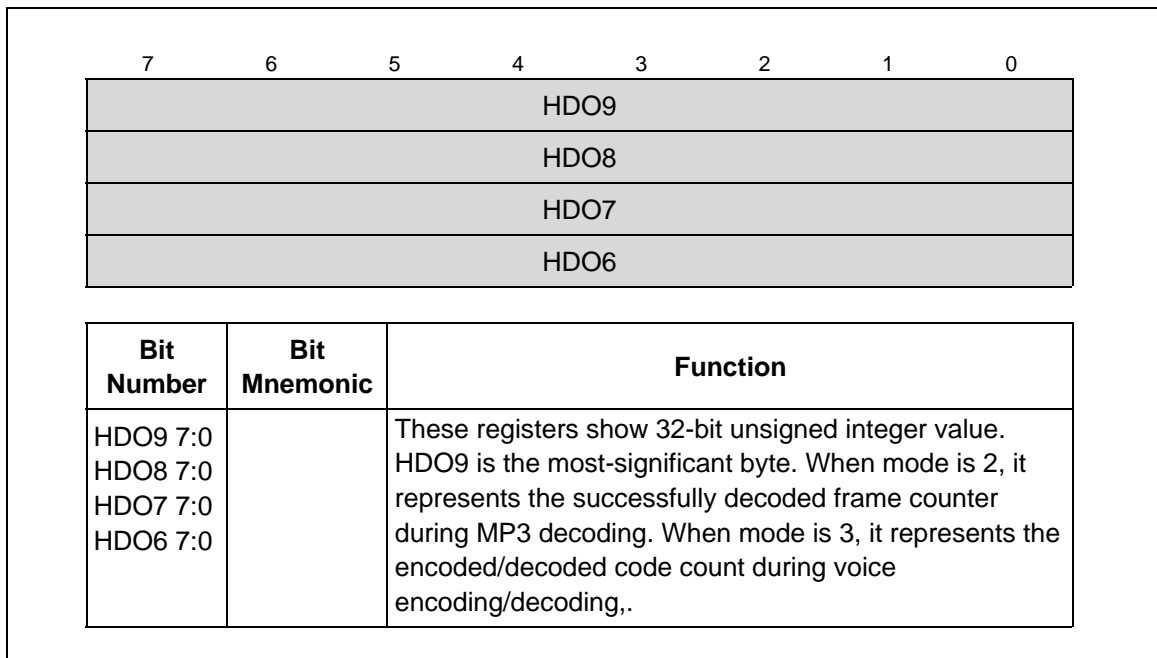 7 6 5 4 3 2 1 0
HDO9
HDO8
HDO7
HDO6
Bit Number Bit Mnemonic Function
HDO9 7:0
HDO8 7:0
HDO7 7:0
HDO6 7:0
These registers show 32-bit unsigned integer value.
HDO9 is the most-significant byte. When mode is 2, it
represents the successfully decoded frame counter
during MP3 decoding. When mode is 3, it represents the
encoded/decoded code count during voice
encoding/decoding,.